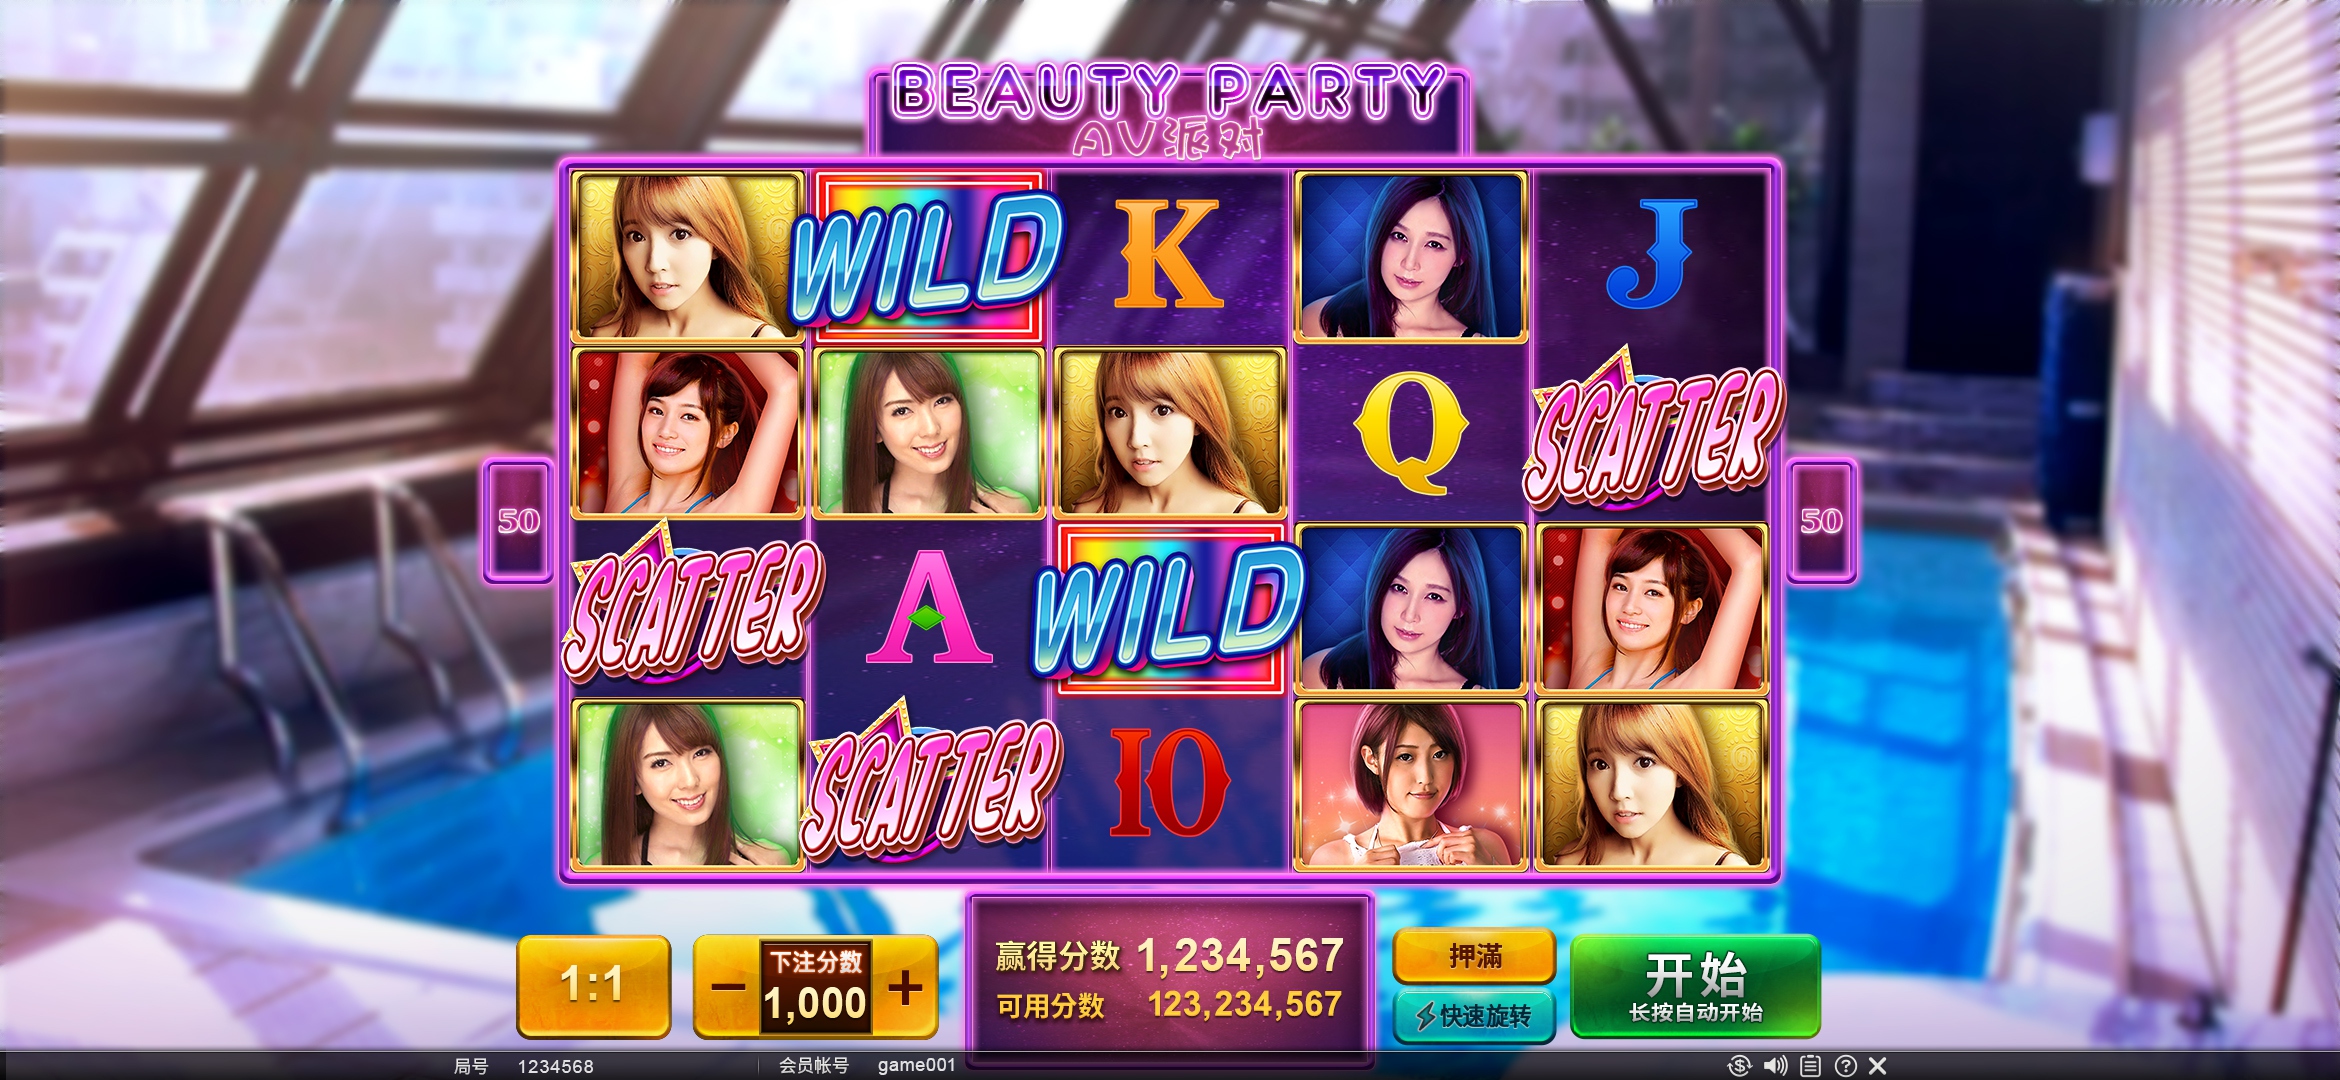 BEAUTY PARTY
AV派对
WILD
K
J
Q
SCATTER
50
50
SCATTER
A
WILD
SCATTER
10
1:1
−
下注分数
1,000
+
赢得分数 1,234,567
可用分数 123,234,567
押滿
快速旋转
开始
长按自动开始
局号 1234568
会员帐号 game001